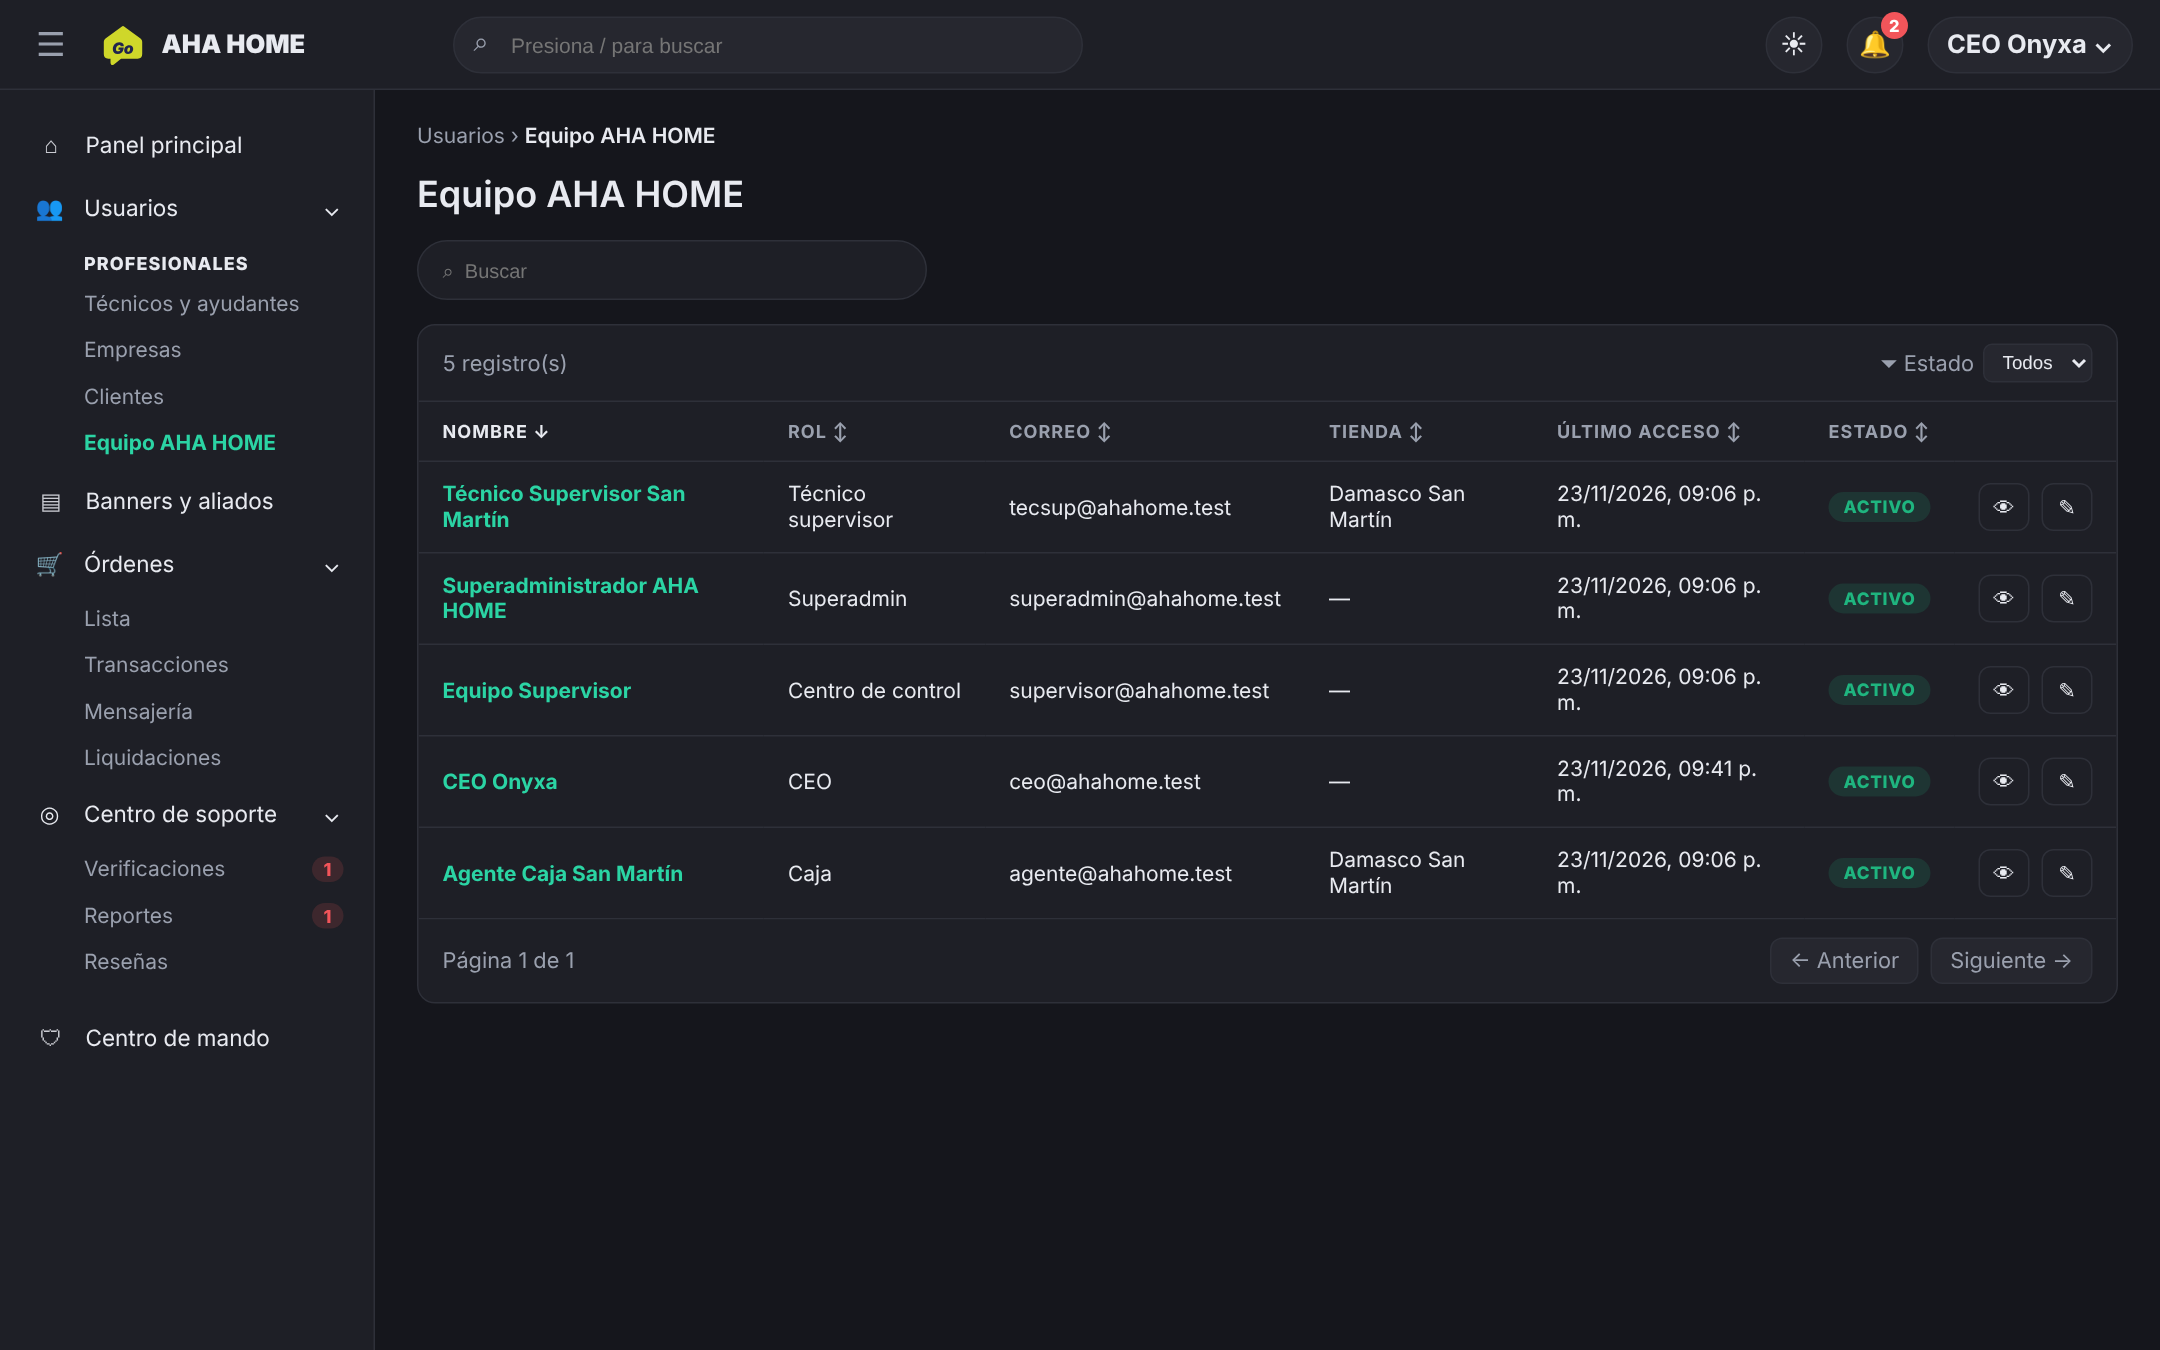 Go AHA HOME
Presiona / para buscar
2
CEO Onyxa
Panel principal
Usuarios
PROFESIONALES
Técnicos y ayudantes
Empresas
Clientes
Equipo AHA HOME
Banners y aliados
Órdenes
Lista
Transacciones
Mensajería
Liquidaciones
Centro de soporte
Verificaciones 1
Reportes 1
Reseñas
Centro de mando
Usuarios › Equipo AHA HOME
Equipo AHA HOME
Buscar
5 registro(s)
Estado Todos
NOMBRE ↓ ROL ↕ CORREO ↕ TIENDA ↕ ÚLTIMO ACCESO ↕ ESTADO ↕
Técnico Supervisor San
Martín
Técnico
supervisor
tecsup@ahahome.test
Damasco San
Martín
23/11/2026, 09:06 p.
m.
ACTIVO
Superadministrador AHA
HOME
Superadmin
superadmin@ahahome.test
—
23/11/2026, 09:06 p.
m.
ACTIVO
Equipo Supervisor
Centro de control
supervisor@ahahome.test
—
23/11/2026, 09:06 p.
m.
ACTIVO
CEO Onyxa
CEO
ceo@ahahome.test
—
23/11/2026, 09:41 p.
m.
ACTIVO
Agente Caja San Martín
Caja
agente@ahahome.test
Damasco San
Martín
23/11/2026, 09:06 p.
m.
ACTIVO
Página 1 de 1
← Anterior
Siguiente →